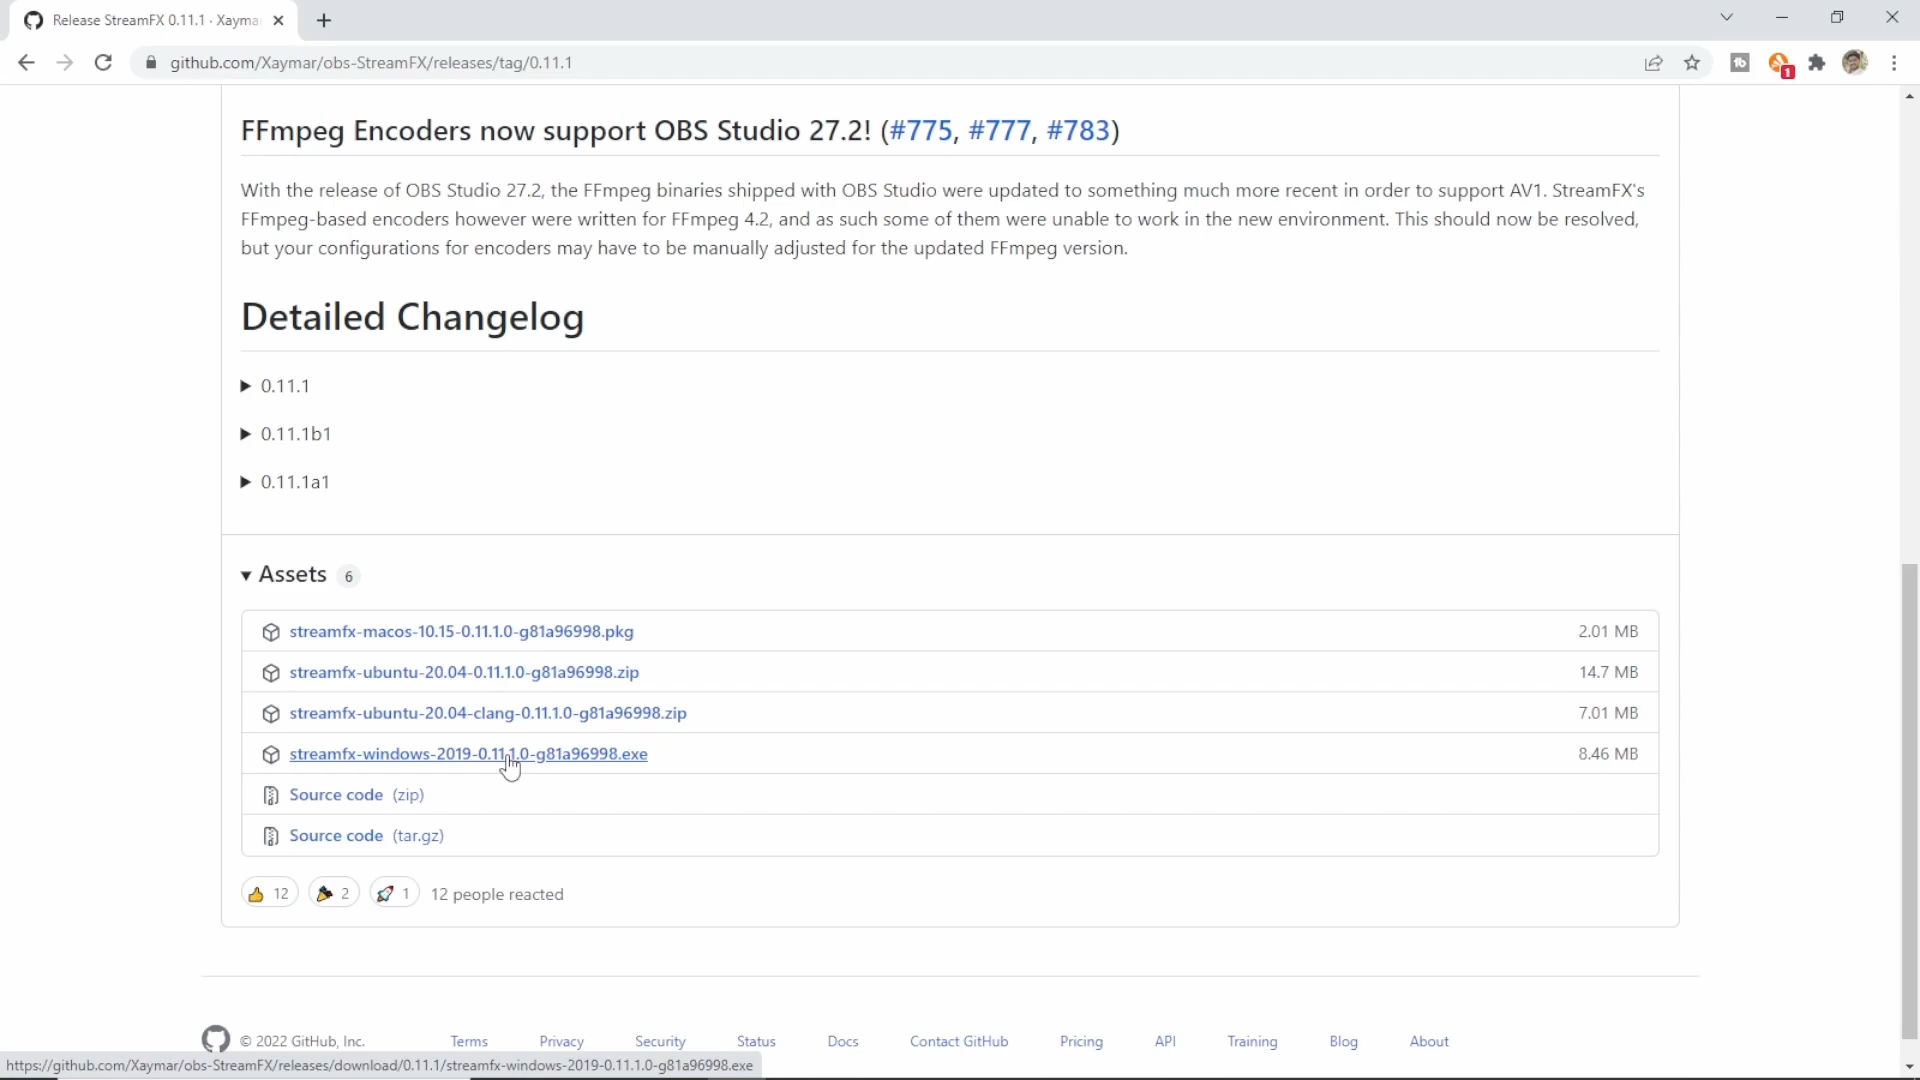 Release StreamFX 0.11.1 · Xayma
github.com/Xaymar/obs-StreamFX/releases/tag/0.11.1
1
FFmpeg Encoders now support OBS Studio 27.2! (#775, #777, #783)
With the release of OBS Studio 27.2, the FFmpeg binaries shipped with OBS Studio were updated to something much more recent in order to support AV1. StreamFX's
FFmpeg-based encoders however were written for FFmpeg 4.2, and as such some of them were unable to work in the new environment. This should now be resolved,
but your configurations for encoders may have to be manually adjusted for the updated FFmpeg version.
Detailed Changelog
0.11.1
0.11.1b1
0.11.1a1
Assets 6
streamfx-macos-10.15-0.11.1.0-g81a96998.pkg 2.01 MB
streamfx-ubuntu-20.04-0.11.1.0-g81a96998.zip 14.7 MB
streamfx-ubuntu-20.04-clang-0.11.1.0-g81a96998.zip 7.01 MB
streamfx-windows-2019-0.11.1.0-g81a96998.exe 8.46 MB
Source code (zip)
Source code (tar.gz)
12 2 1 12 people reacted
© 2022 GitHub, Inc. Terms Privacy Security Status Docs Contact GitHub Pricing API Training Blog About
https://github.com/Xaymar/obs-StreamFX/releases/download/0.11.1/streamfx-windows-2019-0.11.1.0-g81a96998.exe